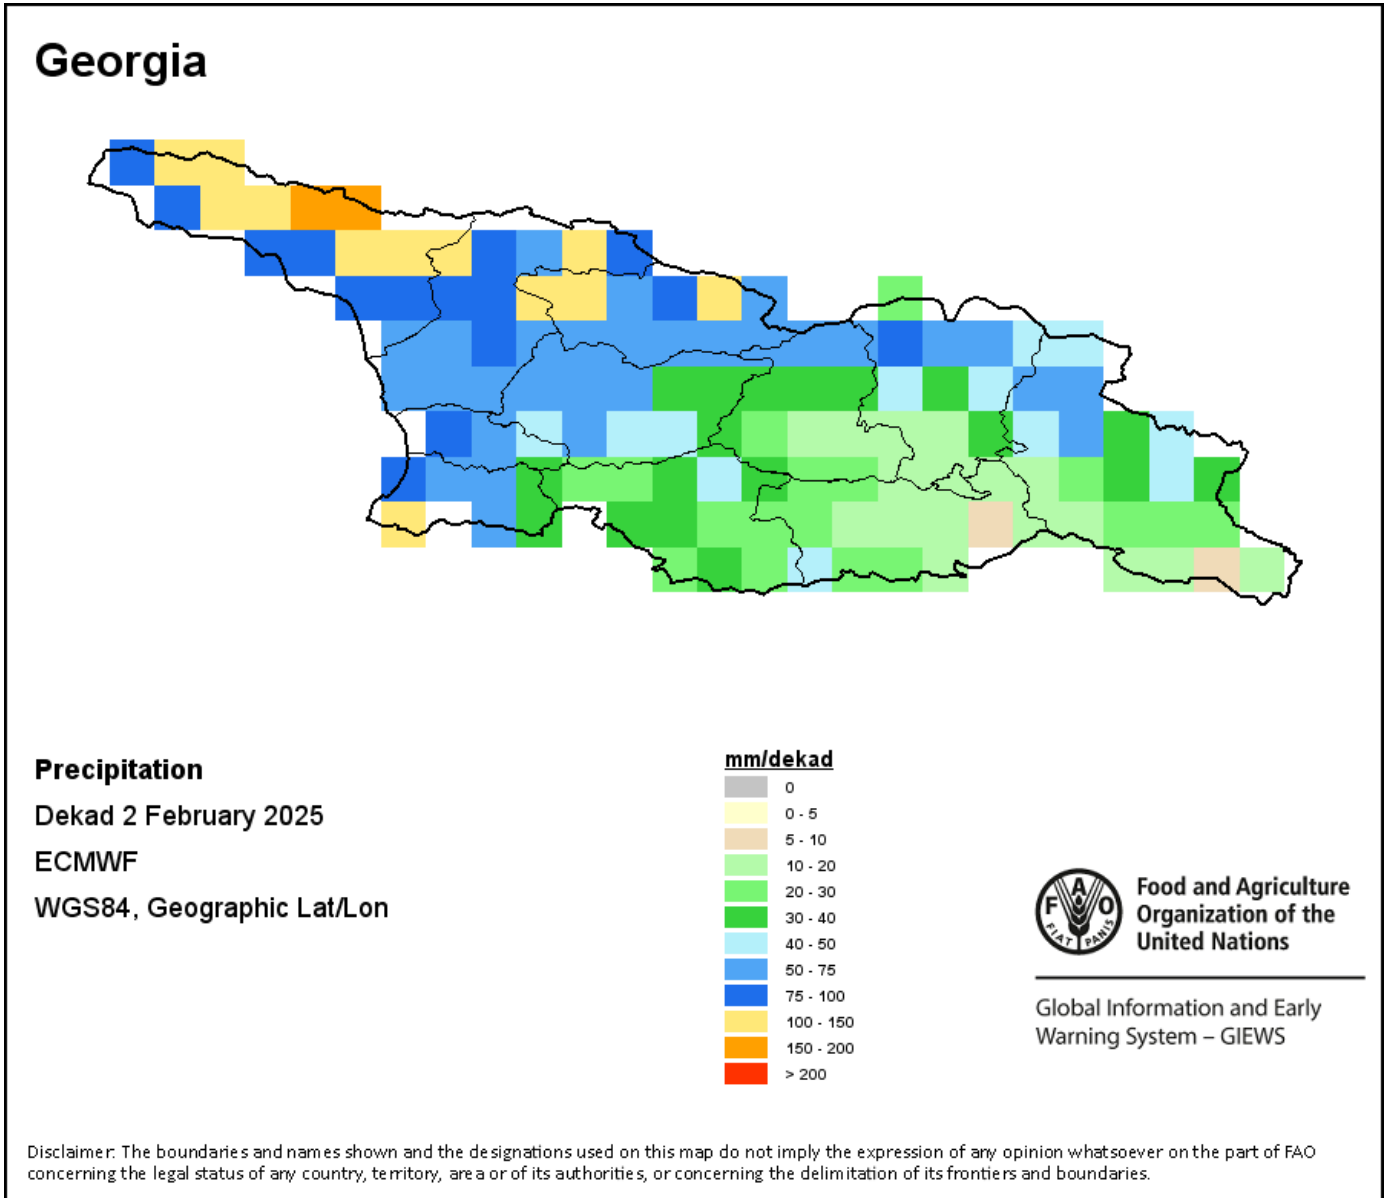 Georgia
Precipitation
Dekad 2 February 2025
ECMWF
WGS84, Geographic Lat/Lon
mm/dekad
0
0 - 5
5 - 10
10 - 20
20 - 30
30 - 40
40 - 50
50 - 75
75 - 100
100 - 150
150 - 200
> 200
F A O
FIAT PANIS
Food and Agriculture
Organization of the
United Nations
Global Information and Early
Warning System – GIEWS
Disclaimer: The boundaries and names shown and the designations used on this map do not imply the expression of any opinion whatsoever on the part of FAO
concerning the legal status of any country, territory, area or of its authorities, or concerning the delimitation of its frontiers and boundaries.